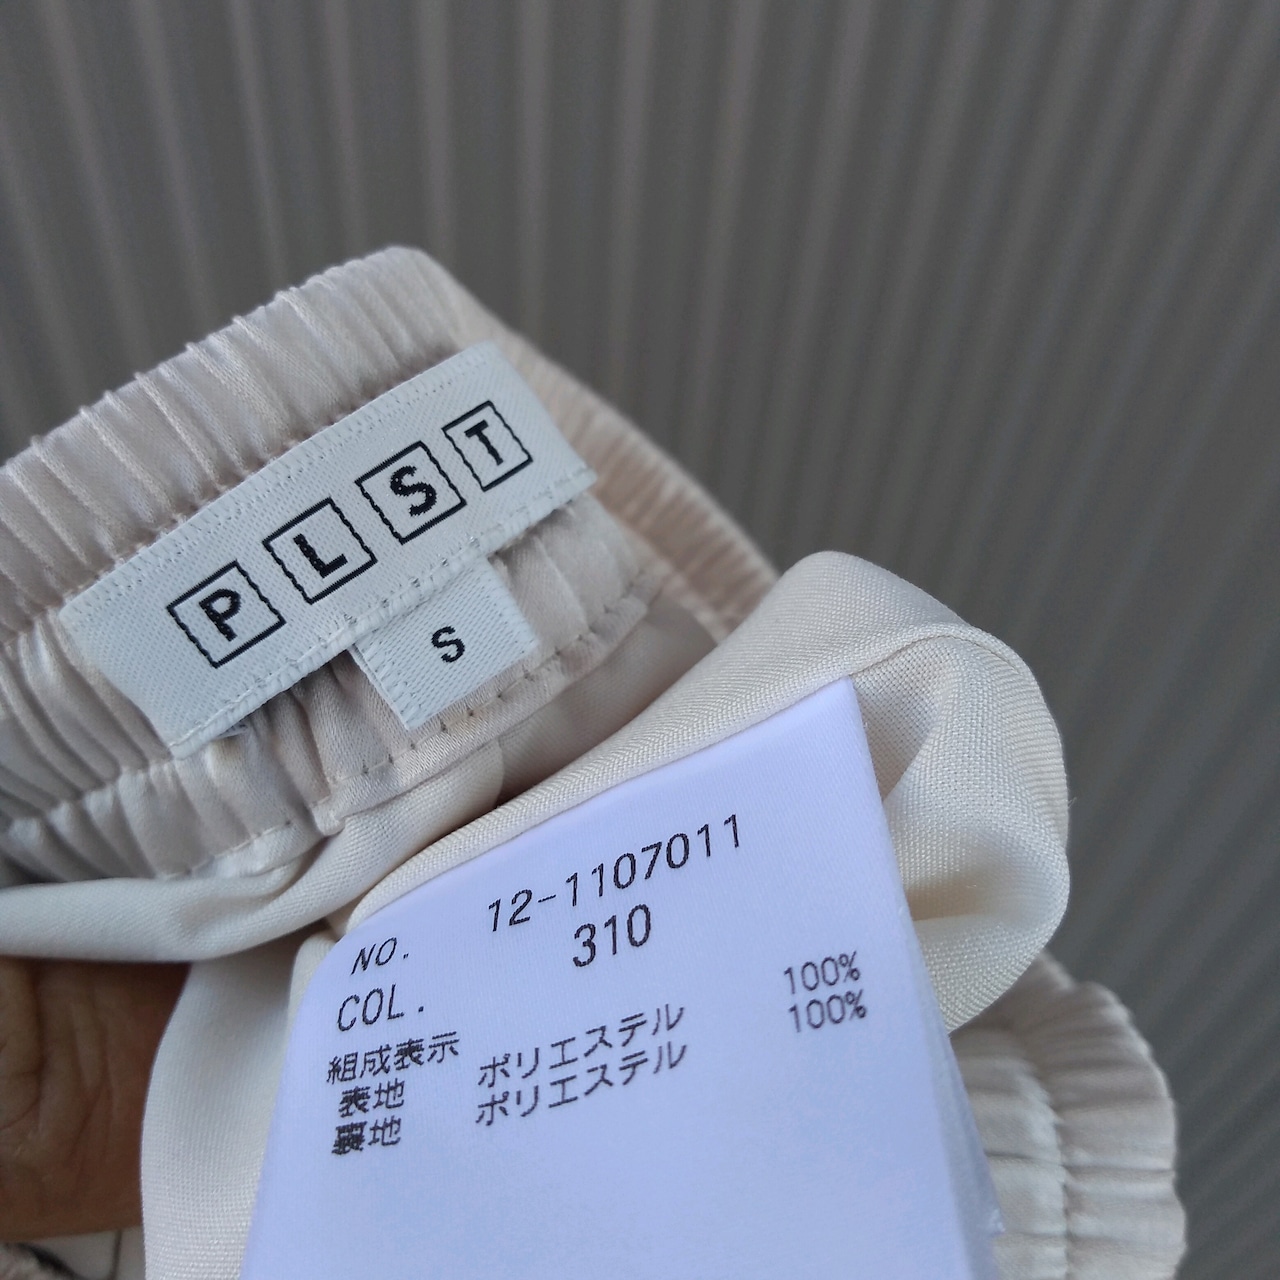 PLST
S
NO. 12-1107011
COL. 310
組成表示
表地 ポリエステル 100%
裏地 ポリエステル 100%